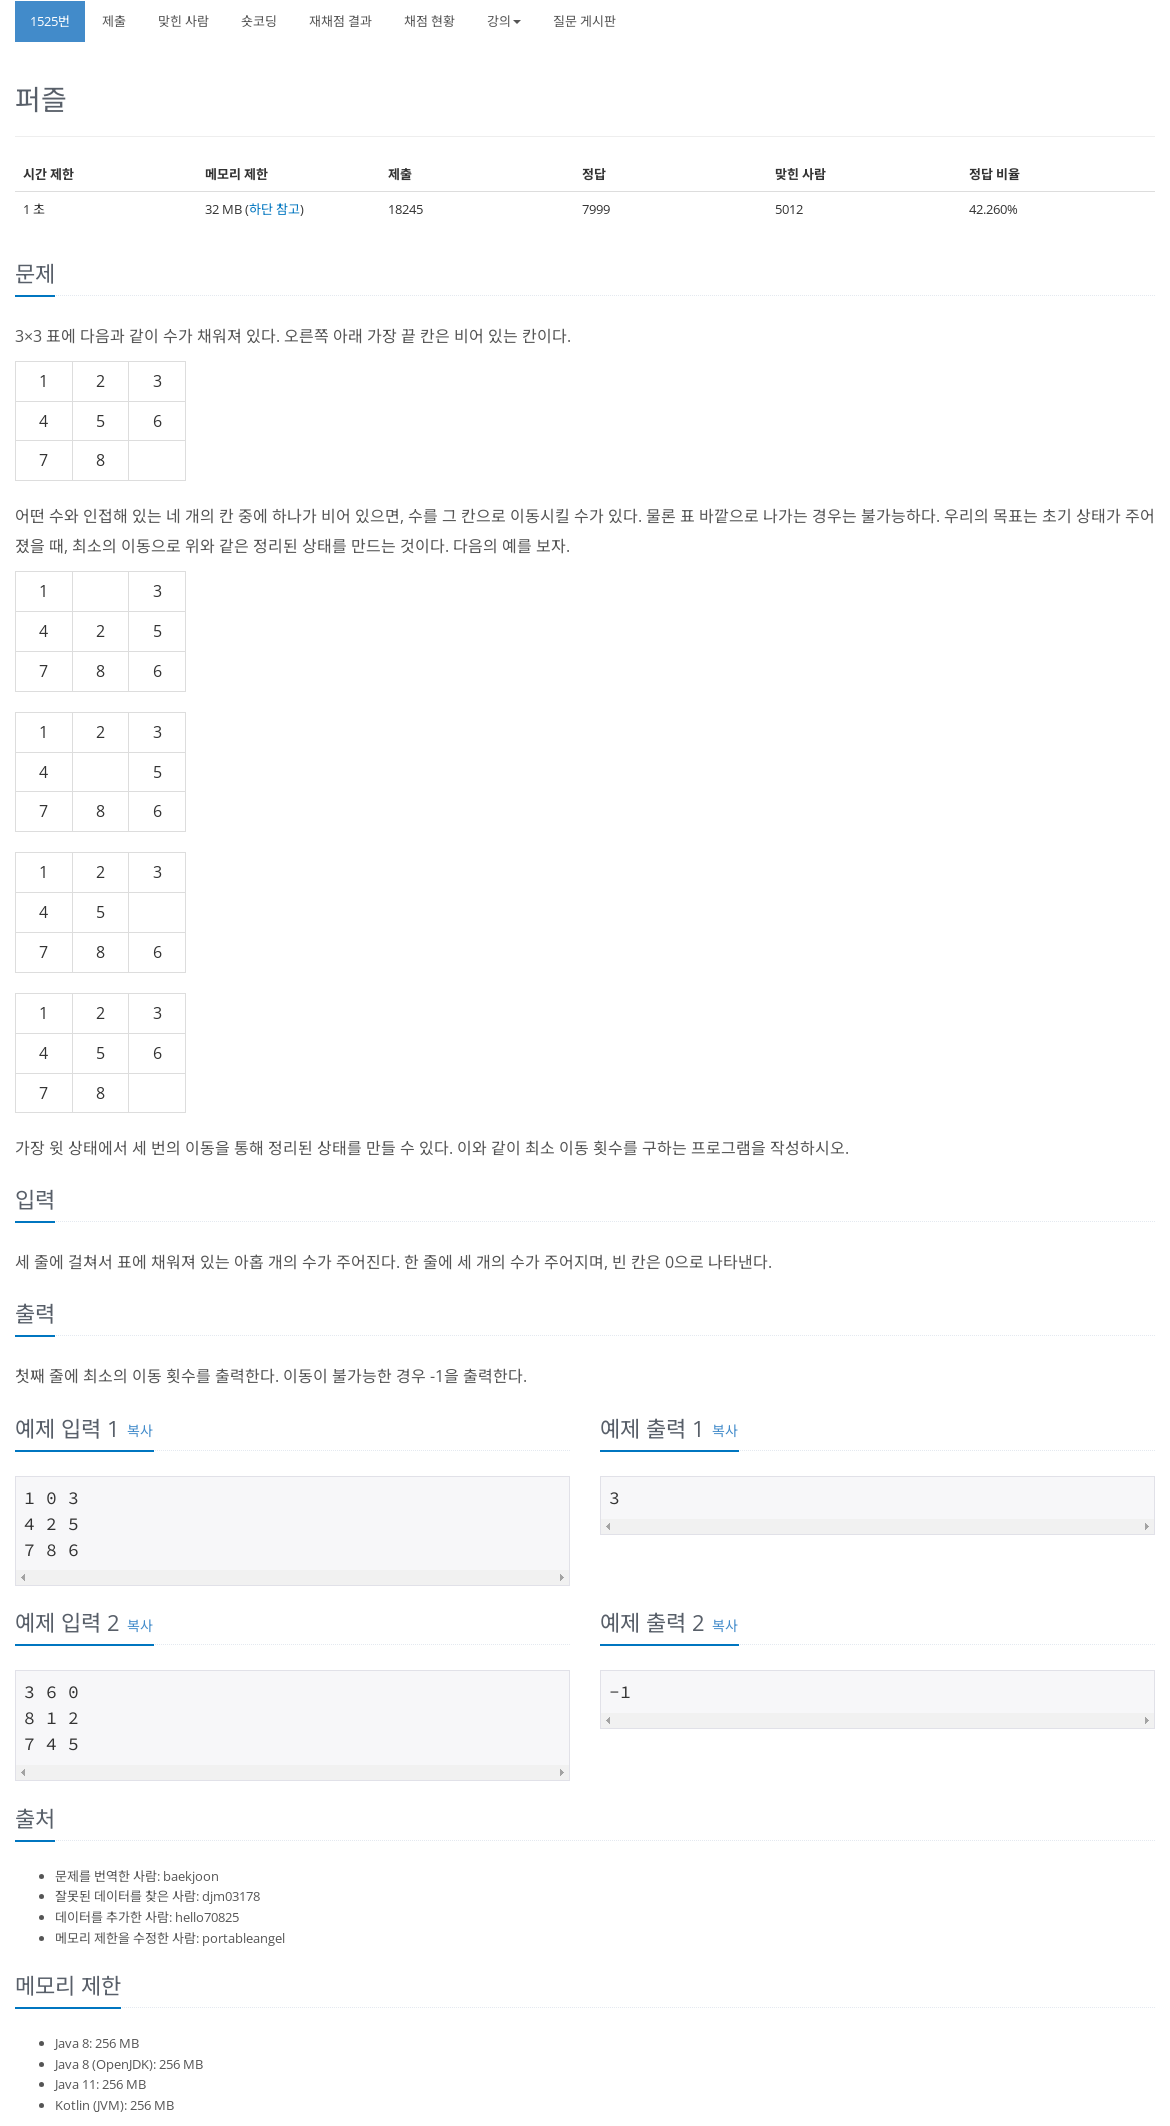 1525번 제출 맞힌 사람 숏코딩 재채점 결과 채점 현황 강의 질문 게시판
퍼즐
시간 제한 메모리 제한 제출 정답 맞힌 사람 정답 비율
1 초 32 MB (하단 참고) 18245 7999 5012 42.260%
문제
3×3 표에 다음과 같이 수가 채워져 있다. 오른쪽 아래 가장 끝 칸은 비어 있는 칸이다.
1 2 3
4 5 6
7 8
어떤 수와 인접해 있는 네 개의 칸 중에 하나가 비어 있으면, 수를 그 칸으로 이동시킬 수가 있다. 물론 표 바깥으로 나가는 경우는 불가능하다. 우리의 목표는 초기 상태가 주어
졌을 때, 최소의 이동으로 위와 같은 정리된 상태를 만드는 것이다. 다음의 예를 보자.
1 3
4 2 5
7 8 6
1 2 3
4 5
7 8 6
1 2 3
4 5
7 8 6
1 2 3
4 5 6
7 8
가장 윗 상태에서 세 번의 이동을 통해 정리된 상태를 만들 수 있다. 이와 같이 최소 이동 횟수를 구하는 프로그램을 작성하시오.
입력
세 줄에 걸쳐서 표에 채워져 있는 아홉 개의 수가 주어진다. 한 줄에 세 개의 수가 주어지며, 빈 칸은 0으로 나타낸다.
출력
첫째 줄에 최소의 이동 횟수를 출력한다. 이동이 불가능한 경우 -1을 출력한다.
예제 입력 1 복사
1 0 3
4 2 5
7 8 6
예제 출력 1 복사
3
예제 입력 2 복사
3 6 0
8 1 2
7 4 5
예제 출력 2 복사
-1
출처
문제를 번역한 사람: baekjoon
잘못된 데이터를 찾은 사람: djm03178
데이터를 추가한 사람: hello70825
메모리 제한을 수정한 사람: portableangel
메모리 제한
Java 8: 256 MB
Java 8 (OpenJDK): 256 MB
Java 11: 256 MB
Kotlin (JVM): 256 MB